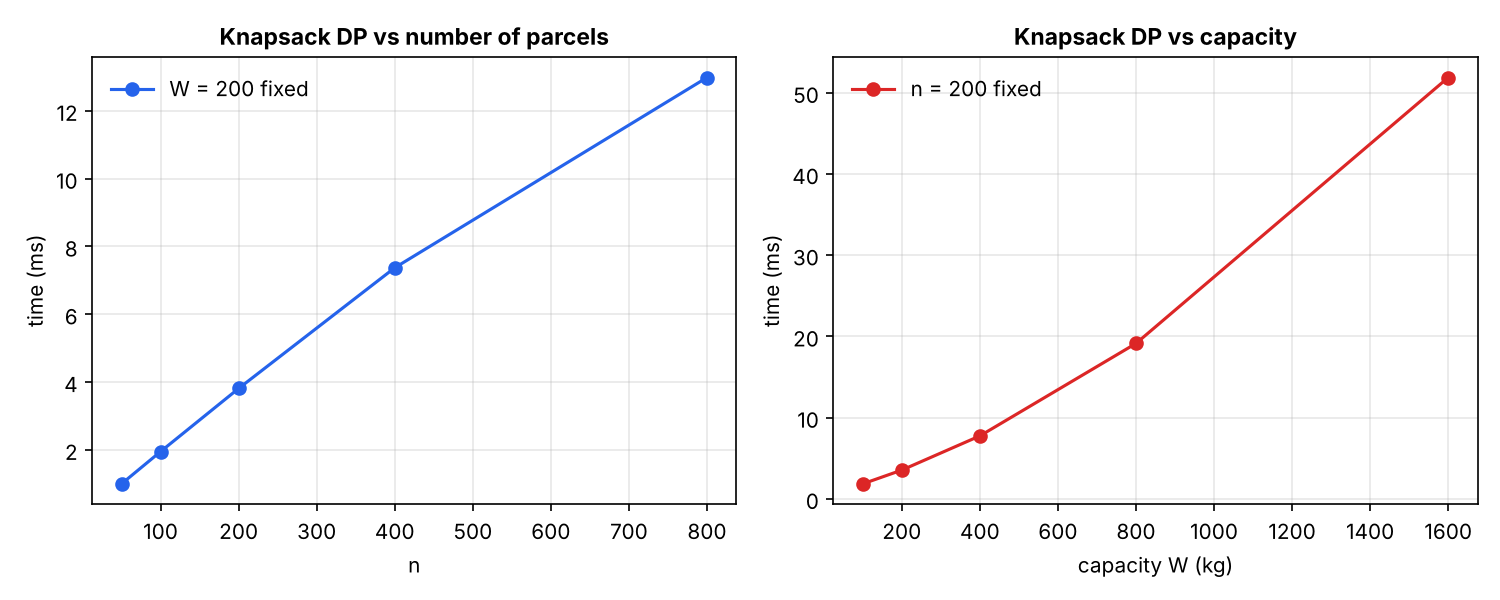 Knapsack DP vs number of parcels
W = 200 fixed
time (ms)
12
10
8
6
4
2
100 200 300 400 500 600 700 800
n
Knapsack DP vs capacity
n = 200 fixed
time (ms)
50
40
30
20
10
0
200 400 600 800 1000 1200 1400 1600
capacity W (kg)